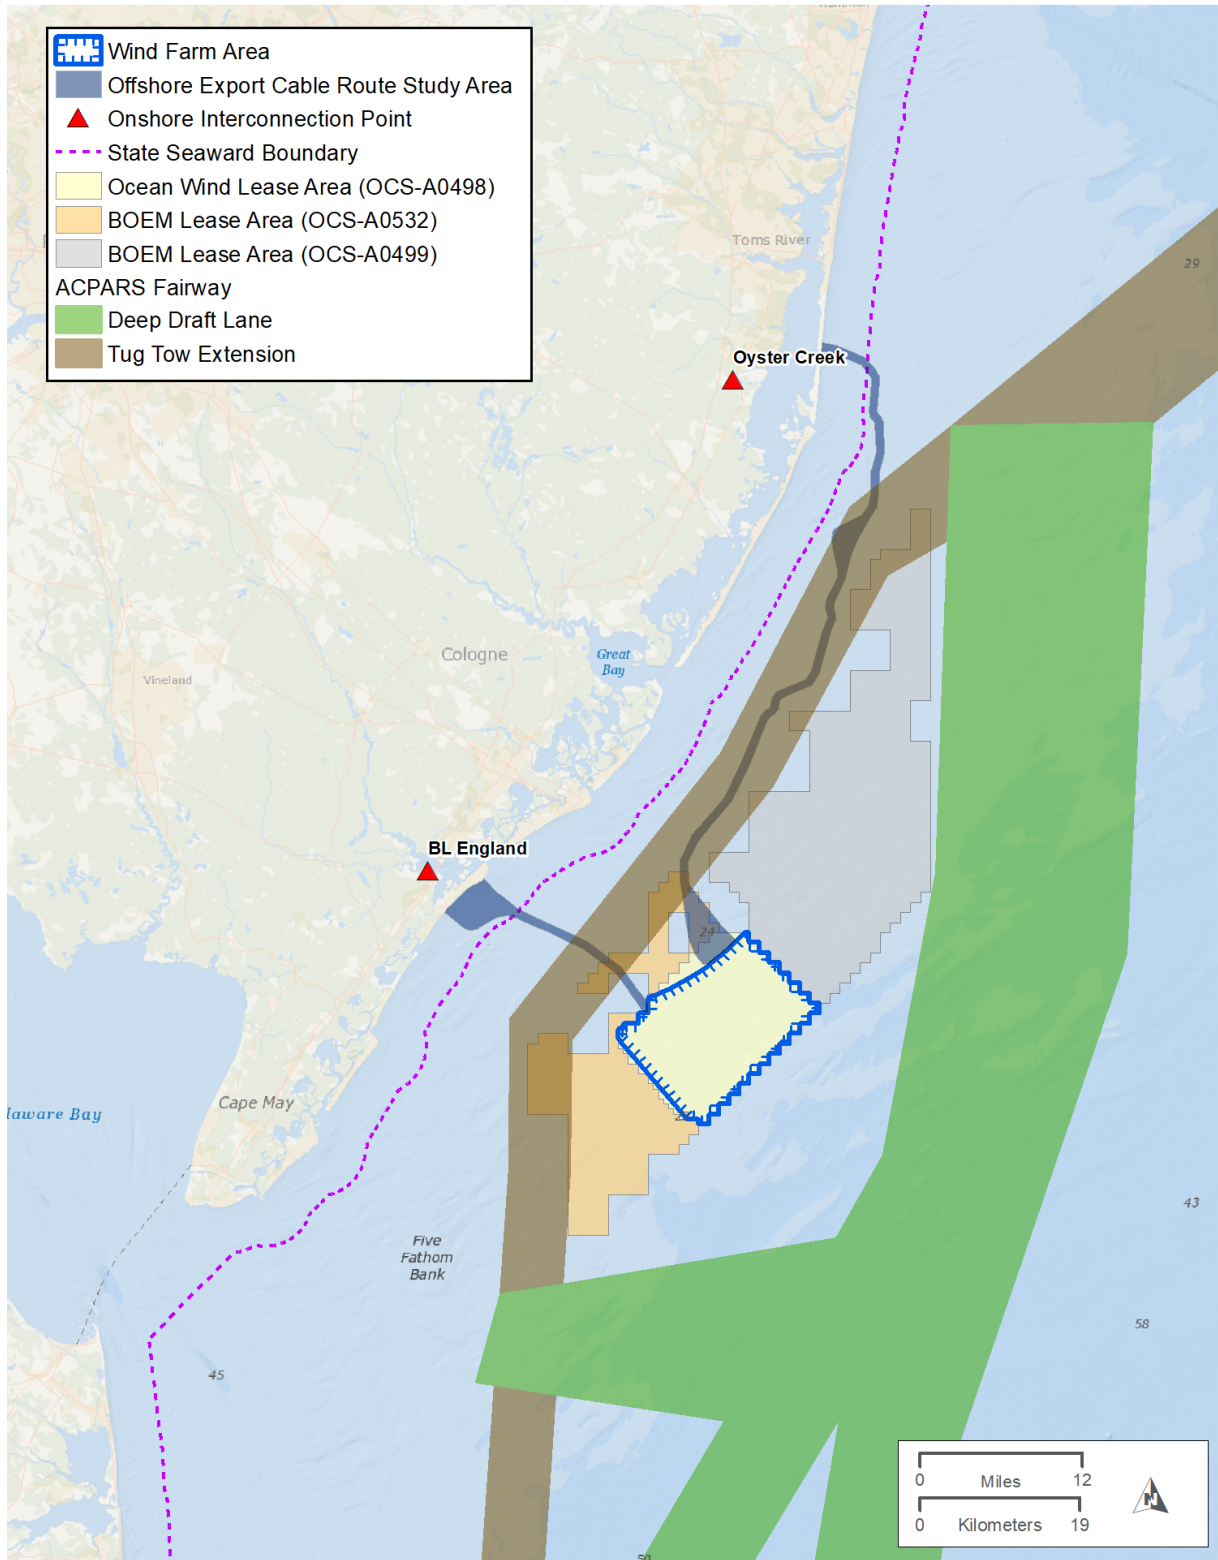 Wind Farm Area
Offshore Export Cable Route Study Area
Onshore Interconnection Point
State Seaward Boundary
Ocean Wind Lease Area (OCS-A0498)
BOEM Lease Area (OCS-A0532)
BOEM Lease Area (OCS-A0499)
ACPARS Fairway
Deep Draft Lane
Tug Tow Extension
Toms River
29
Oyster Creek
Cologne
Great
Bay
Vineland
BL England
24
Cape May
laware Bay
43
Five
Fathom
Bank
58
45
0 Miles 12
0 Kilometers 19
N